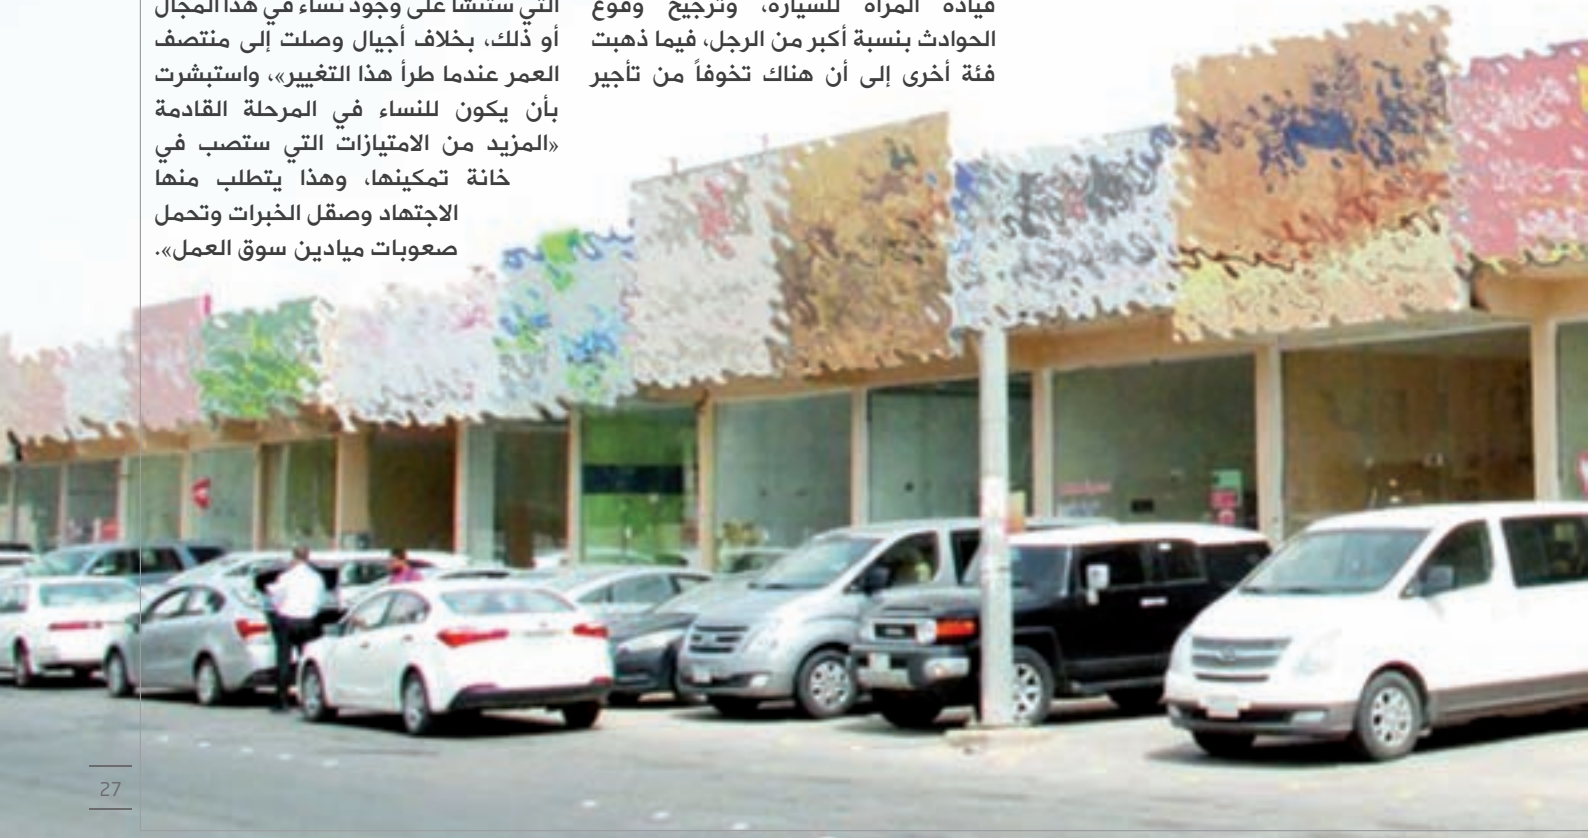 قيادة المرأة للسيارة، وترجيح وقوع
الحوادث بنسبة أكبر من الرجل، فيما ذهبت
فئة أخرى إلى أن هناك تخوفاً من تأجير
التي ستنشأ على وجود نساء في هذا المجال
أو ذلك، بخلاف أجيال وصلت إلى منتصف
العمر عندما طرأ هذا التغيير»، واستبشرت
بأن يكون للنساء في المرحلة القادمة
«المزيد من الامتيازات التي ستصب في
خانة تمكينها، وهذا يتطلب منها
الاجتهاد وصقل الخبرات وتحمل
صعوبات ميادين سوق العمل».
27